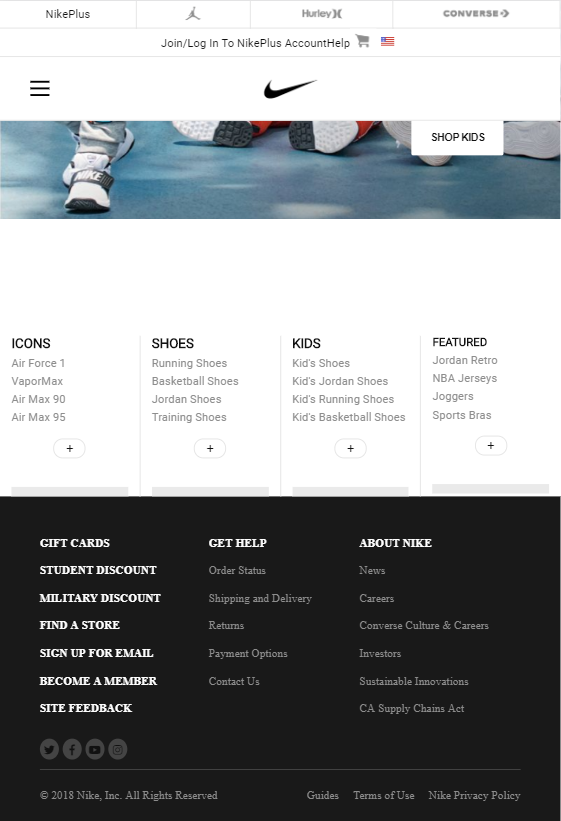 NikePlus
Hurley
CONVERSE
Join/Log In To NikePlus AccountHelp
SHOP KIDS
NIKE
ICONS
Air Force 1
VaporMax
Air Max 90
Air Max 95
+
SHOES
Running Shoes
Basketball Shoes
Jordan Shoes
Training Shoes
+
KIDS
Kid's Shoes
Kid's Jordan Shoes
Kid's Running Shoes
Kid's Basketball Shoes
+
FEATURED
Jordan Retro
NBA Jerseys
Joggers
Sports Bras
+
GIFT CARDS
STUDENT DISCOUNT
MILITARY DISCOUNT
FIND A STORE
SIGN UP FOR EMAIL
BECOME A MEMBER
SITE FEEDBACK
GET HELP
Order Status
Shipping and Delivery
Returns
Payment Options
Contact Us
ABOUT NIKE
News
Careers
Converse Culture & Careers
Investors
Sustainable Innovations
CA Supply Chains Act
© 2018 Nike, Inc. All Rights Reserved
Guides Terms of Use Nike Privacy Policy